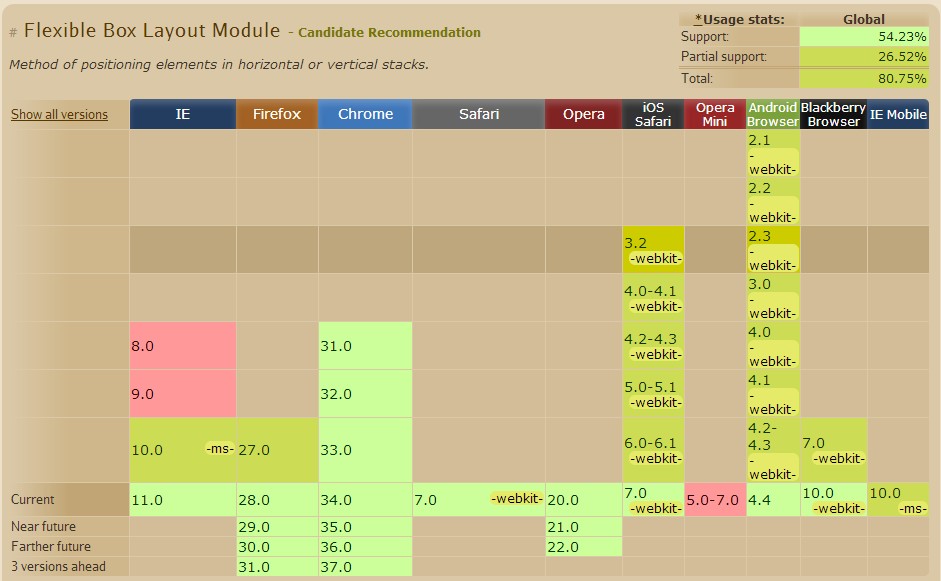 # Flexible Box Layout Module - Candidate Recommendation
Method of positioning elements in horizontal or vertical stacks.
*Usage stats: Global
Support: 54.23%
Partial support: 26.52%
Total: 80.75%
Show all versions IE Firefox Chrome Safari Opera iOS Safari Opera Mini Android Browser Blackberry Browser IE Mobile
2.1
-
webkit-
2.2
-
webkit-
3.2 2.3
-webkit- -
webkit-
4.0-4.1 3.0
-webkit- -
webkit-
8.0 31.0 4.2-4.3 4.0
-webkit- -
webkit-
9.0 32.0 5.0-5.1 4.1
-webkit- -
webkit-
10.0 -ms- 27.0 33.0 6.0-6.1 4.2-
4.3 7.0
-webkit- - -webkit-
webkit-
Current 11.0 28.0 34.0 7.0 -webkit- 20.0 7.0 -webkit- 5.0-7.0 4.4 10.0 -webkit- 10.0 -ms-
Near future 29.0 35.0 21.0
Farther future 30.0 36.0 22.0
3 versions ahead 31.0 37.0